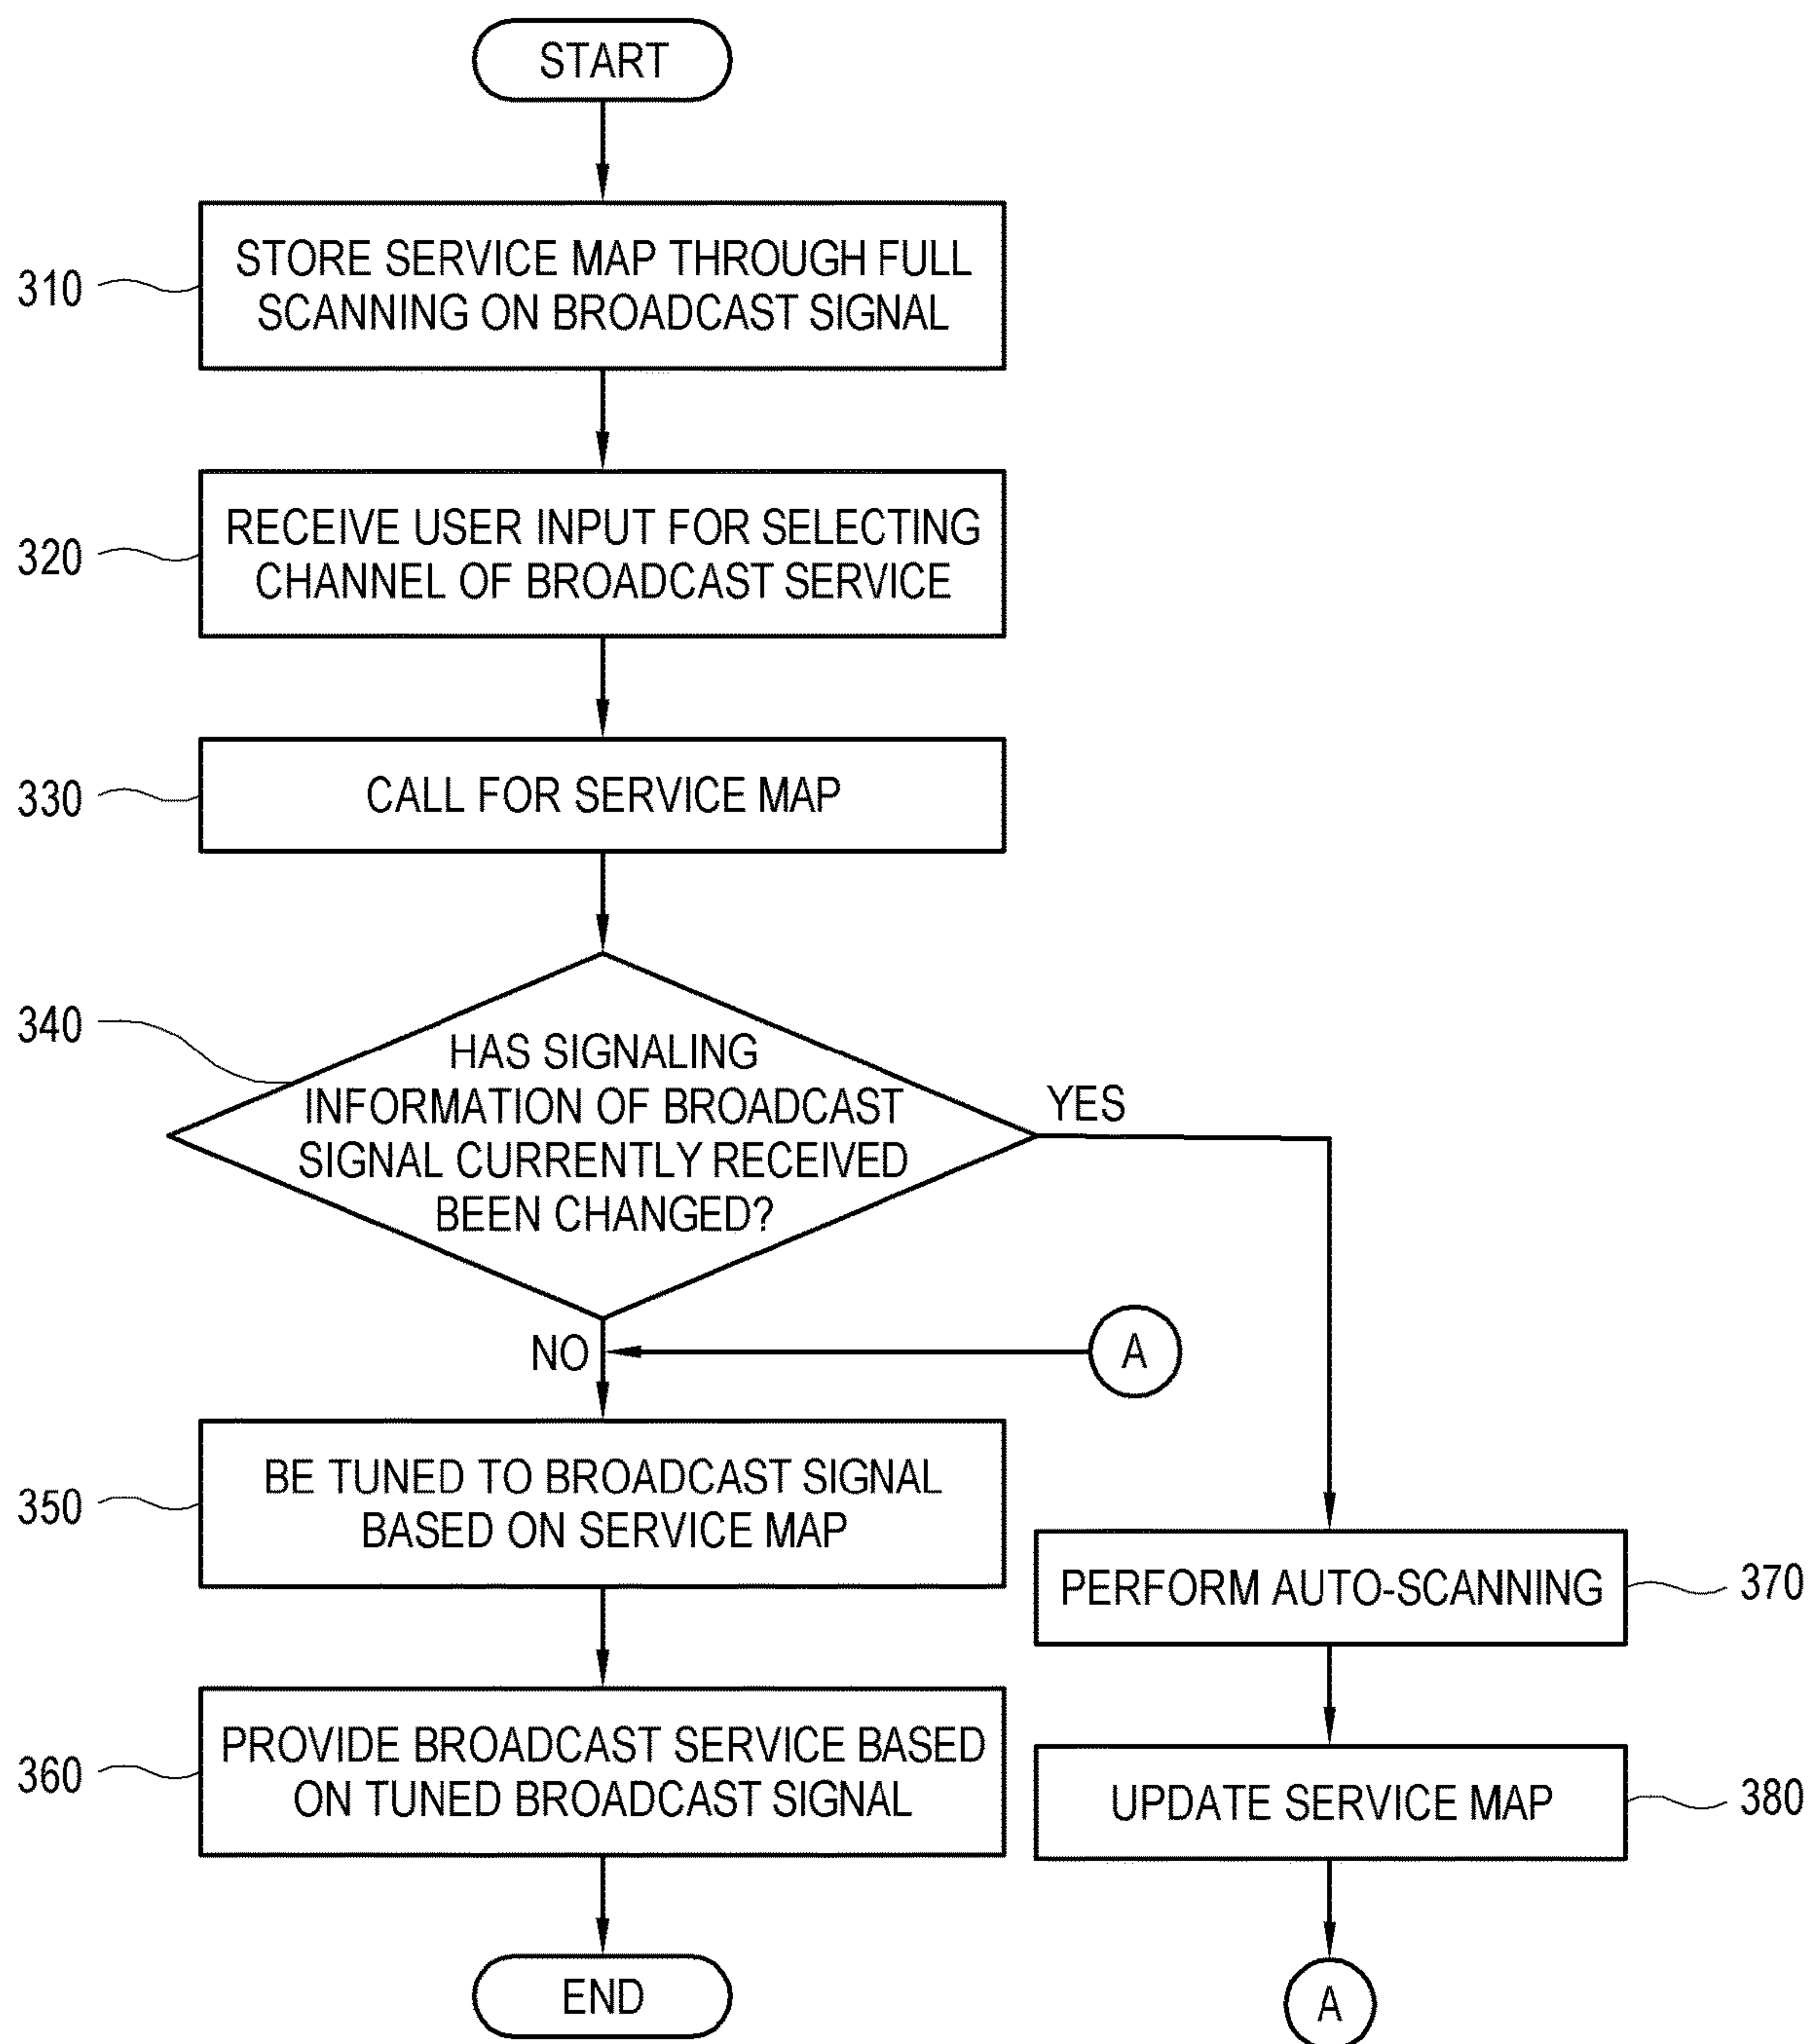 START
310
STORE SERVICE MAP THROUGH FULL
SCANNING ON BROADCAST SIGNAL
320
RECEIVE USER INPUT FOR SELECTING
CHANNEL OF BROADCAST SERVICE
330
CALL FOR SERVICE MAP
340
HAS SIGNALING
INFORMATION OF BROADCAST
SIGNAL CURRENTLY RECEIVED
BEEN CHANGED?
YES
NO
A
350
BE TUNED TO BROADCAST SIGNAL
BASED ON SERVICE MAP
PERFORM AUTO-SCANNING
370
360
PROVIDE BROADCAST SERVICE BASED
ON TUNED BROADCAST SIGNAL
UPDATE SERVICE MAP
380
END
A